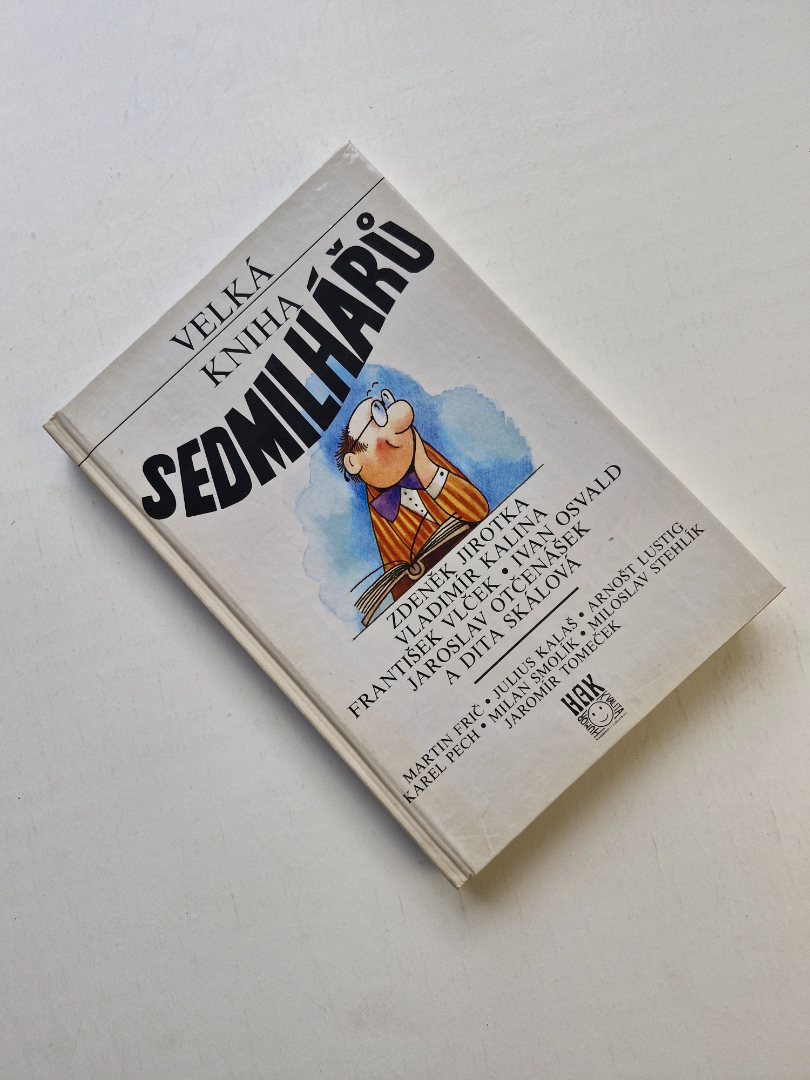 VELKÁ
KNIHA
SEDMILHÁŘŮ
ZDENĚK JIROTKA
VLADIMÍR KALINA
FRANTIŠEK VLČEK • IVAN OSVALD
JAROSLAV OTČENÁŠEK
A DITA SKÁLOVÁ
MARTIN FRIČ • JULIUS KALAŠ • ARNOŠT LUSTIG
KAREL PECH • MILAN SMOLÍK • MILOSLAV STEHLÍK
JAROMÍR TOMEČEK
H&K